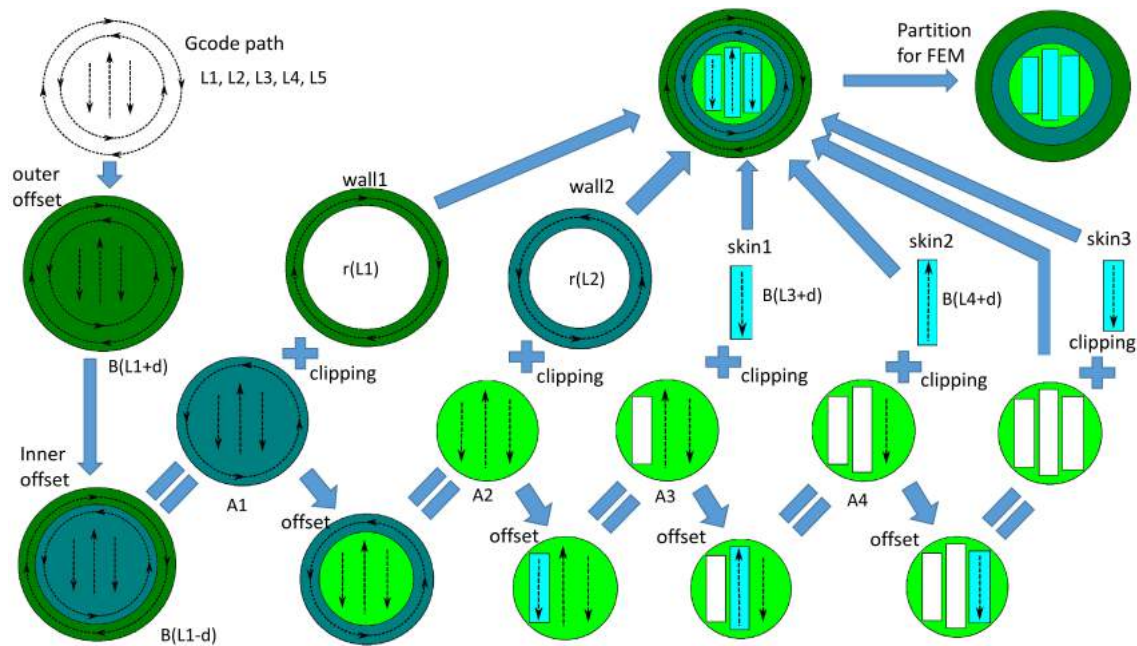 Gcode path
L1, L2, L3, L4, L5
Partition
for FEM
outer
offset
wall1
wall2
r(L1)
r(L2)
skin1
B(L3+d)
skin2
B(L4+d)
skin3
B(L1+d)
clipping
clipping
clipping
clipping
clipping
Inner
offset
A1
A2
A3
A4
offset
offset
offset
offset
B(L1-d)